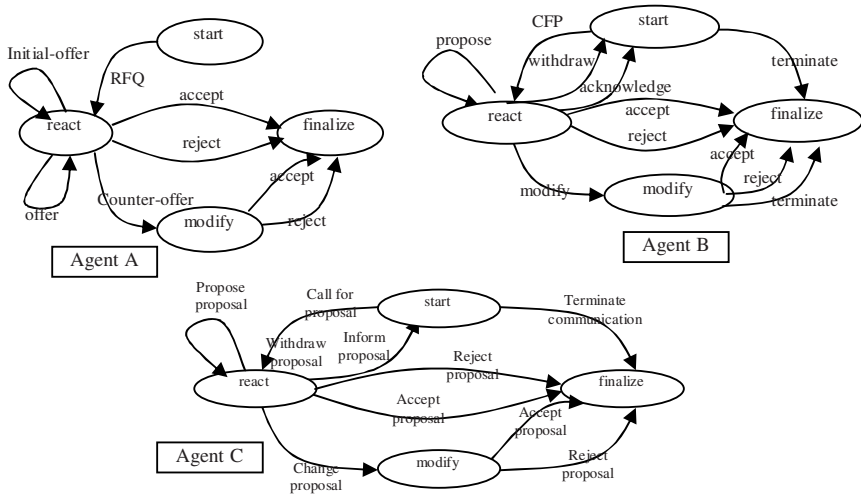 Initial-offer
start
RFQ
accept
react
finalize
reject
accept
offer
Counter-offer
modify
reject
Agent A
CFP
start
propose
withdraw
terminate
acknowledge
react
accept
finalize
reject
accept
modify
modify
reject
terminate
Agent B
Propose
proposal
Call for
proposal
start
Terminate
communication
Withdraw
proposal
Inform
proposal
Reject
proposal
react
finalize
Accept
proposal
Accept
proposal
Agent C
Change
proposal
modify
Reject
proposal